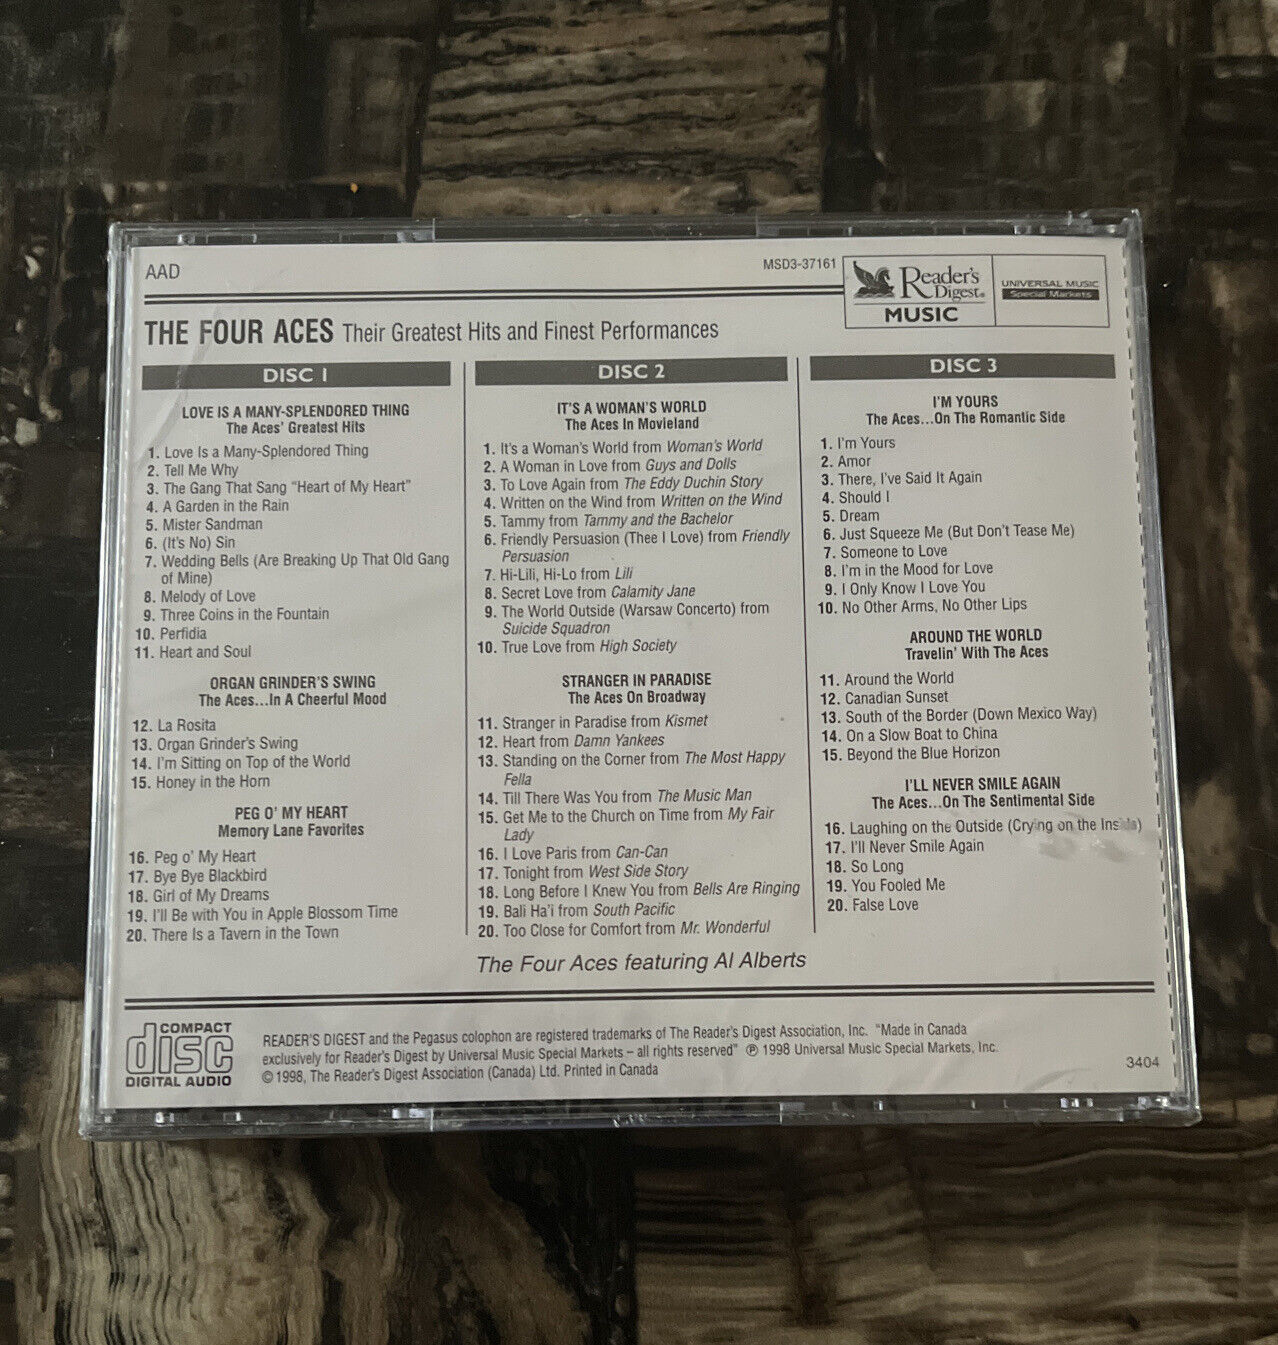 AAD
MSD3-37161
Reader's
Digest®
MUSIC
UNIVERSAL MUSIC
Special Markets
THE FOUR ACES Their Greatest Hits and Finest Performances
DISC 1
LOVE IS A MANY-SPLENDORED THING
The Aces' Greatest Hits
1. Love Is a Many-Splendored Thing
2. Tell Me Why
3. The Gang That Sang "Heart of My Heart"
4. A Garden in the Rain
5. Mister Sandman
6. (It's No) Sin
7. Wedding Bells (Are Breaking Up That Old Gang
of Mine)
8. Melody of Love
9. Three Coins in the Fountain
10. Perfidia
11. Heart and Soul
ORGAN GRINDER'S SWING
The Aces...In A Cheerful Mood
12. La Rosita
13. Organ Grinder's Swing
14. I'm Sitting on Top of the World
15. Honey in the Horn
PEG O' MY HEART
Memory Lane Favorites
16. Peg o' My Heart
17. Bye Bye Blackbird
18. Girl of My Dreams
19. I'll Be with You in Apple Blossom Time
20. There Is a Tavern in the Town
DISC 2
IT'S A WOMAN'S WORLD
The Aces In Movieland
1. It's a Woman's World from Woman's World
2. A Woman in Love from Guys and Dolls
3. To Love Again from The Eddy Duchin Story
4. Written on the Wind from Written on the Wind
5. Tammy from Tammy and the Bachelor
6. Friendly Persuasion (Thee I Love) from Friendly
Persuasion
7. Hi-Lili, Hi-Lo from Lili
8. Secret Love from Calamity Jane
9. The World Outside (Warsaw Concerto) from
Suicide Squadron
10. True Love from High Society
STRANGER IN PARADISE
The Aces On Broadway
11. Stranger in Paradise from Kismet
12. Heart from Damn Yankees
13. Standing on the Corner from The Most Happy
Fella
14. Till There Was You from The Music Man
15. Get Me to the Church on Time from My Fair
Lady
16. I Love Paris from Can-Can
17. Tonight from West Side Story
18. Long Before I Knew You from Bells Are Ringing
19. Bali Ha'i from South Pacific
20. Too Close for Comfort from Mr. Wonderful
DISC 3
I'M YOURS
The Aces...On The Romantic Side
1. I'm Yours
2. Amor
3. There, I've Said It Again
4. Should I
5. Dream
6. Just Squeeze Me (But Don't Tease Me)
7. Someone to Love
8. I'm in the Mood for Love
9. I Only Know I Love You
10. No Other Arms, No Other Lips
AROUND THE WORLD
Travelin' With The Aces
11. Around the World
12. Canadian Sunset
13. South of the Border (Down Mexico Way)
14. On a Slow Boat to China
15. Beyond the Blue Horizon
I'LL NEVER SMILE AGAIN
The Aces...On The Sentimental Side
16. Laughing on the Outside (Crying on the Inside)
17. I'll Never Smile Again
18. So Long
19. You Fooled Me
20. False Love
The Four Aces featuring Al Alberts
COMPACT
disc
DIGITAL AUDIO
READER'S DIGEST and the Pegasus colophon are registered trademarks of The Reader's Digest Association, Inc. "Made in Canada
exclusively for Reader's Digest by Universal Music Special Markets – all rights reserved" ℗ 1998 Universal Music Special Markets, Inc.
© 1998, The Reader's Digest Association (Canada) Ltd. Printed in Canada
3404